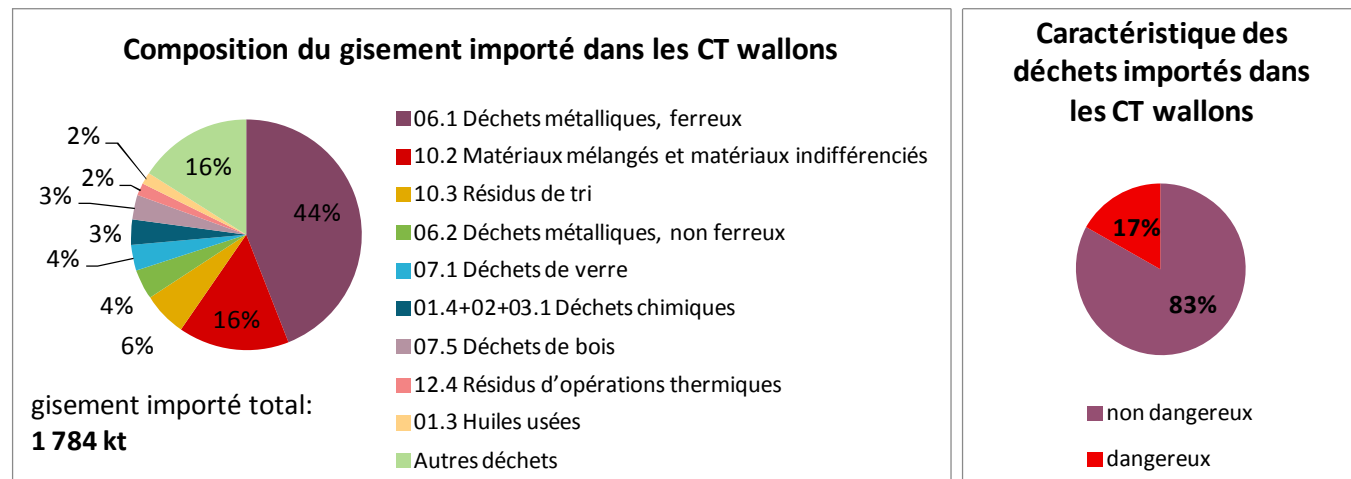 Composition du gisement importé dans les CT wallons
44%
16%
6%
4%
4%
3%
3%
2%
2%
16%
06.1 Déchets métalliques, ferreux
10.2 Matériaux mélangés et matériaux indifférenciés
10.3 Résidus de tri
06.2 Déchets métalliques, non ferreux
07.1 Déchets de verre
01.4+02+03.1 Déchets chimiques
07.5 Déchets de bois
12.4 Résidus d’opérations thermiques
01.3 Huiles usées
Autres déchets
gisement importé total:
1 784 kt
Caractéristique des
déchets importés dans
les CT wallons
17%
83%
non dangereux
dangereux